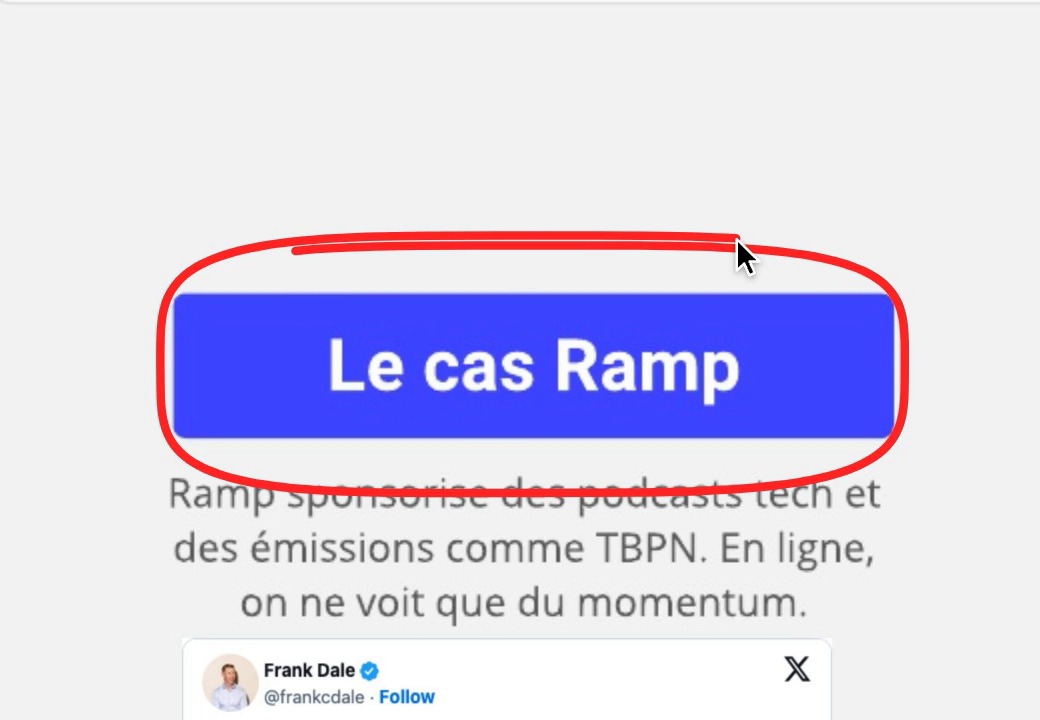 Le cas Ramp
Ramp sponsorise des podcasts tech et
des émissions comme TBPN. En ligne,
on ne voit que du momentum.
Frank Dale
@frankcdale · Follow